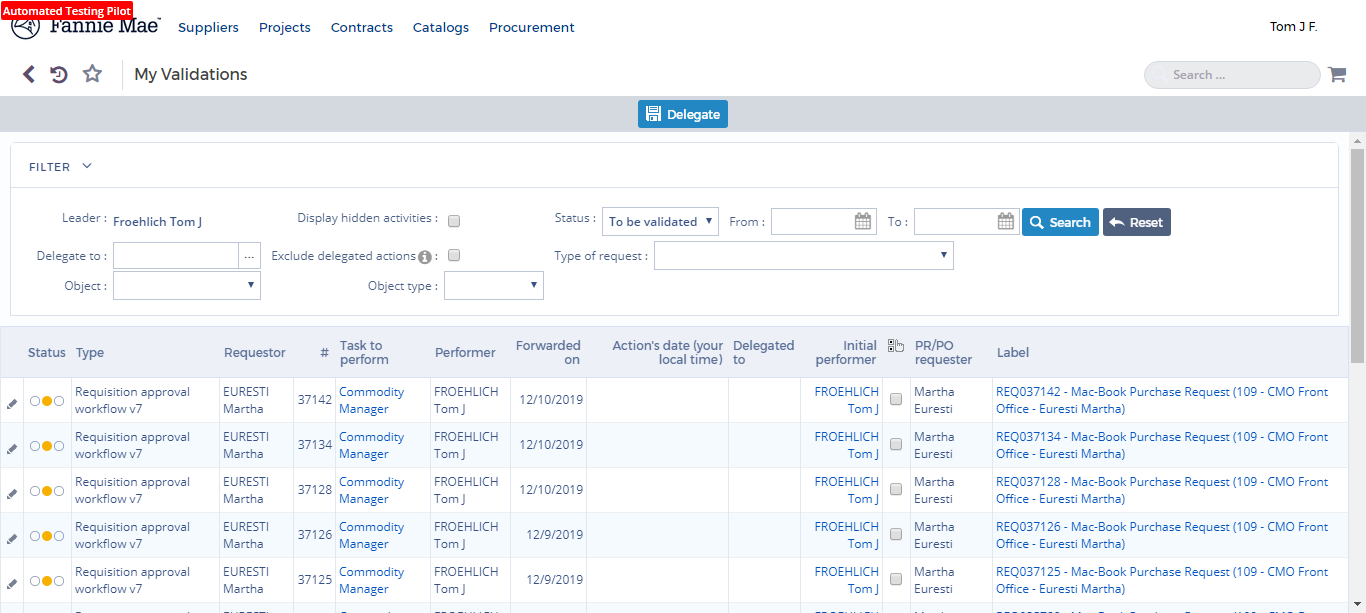 Automated Testing Pilot
Fannie Mae
Suppliers Projects Contracts Catalogs Procurement
Tom J F.
My Validations
Search ...
Delegate
FILTER
Leader : Froehlich Tom J Display hidden activities : Status : To be validated From : To : Search Reset
Delegate to : ... Exclude delegated actions : Type of request :
Object : Object type :
Status Type Requestor # Task to perform Performer Forwarded on Action's date (your local time) Delegated to Initial performer PR/PO requester Label
Requisition approval EURESTI 37142 Commodity FROEHLICH 12/10/2019 FROEHLICH Martha REQ037142 - Mac-Book Purchase Request (109 - CMO Front
workflow v7 Martha Manager Tom J Tom J Euresti Office - Euresti Martha)
Requisition approval EURESTI 37134 Commodity FROEHLICH 12/10/2019 FROEHLICH Martha REQ037134 - Mac-Book Purchase Request (109 - CMO Front
workflow v7 Martha Manager Tom J Tom J Euresti Office - Euresti Martha)
Requisition approval EURESTI 37128 Commodity FROEHLICH 12/10/2019 FROEHLICH Martha REQ037128 - Mac-Book Purchase Request (109 - CMO Front
workflow v7 Martha Manager Tom J Tom J Euresti Office - Euresti Martha)
Requisition approval EURESTI 37126 Commodity FROEHLICH 12/9/2019 FROEHLICH Martha REQ037126 - Mac-Book Purchase Request (109 - CMO Front
workflow v7 Martha Manager Tom J Tom J Euresti Office - Euresti Martha)
Requisition approval EURESTI 37125 Commodity FROEHLICH 12/9/2019 FROEHLICH Martha REQ037125 - Mac-Book Purchase Request (109 - CMO Front
workflow v7 Martha Manager Tom J Tom J Euresti Office - Euresti Martha)